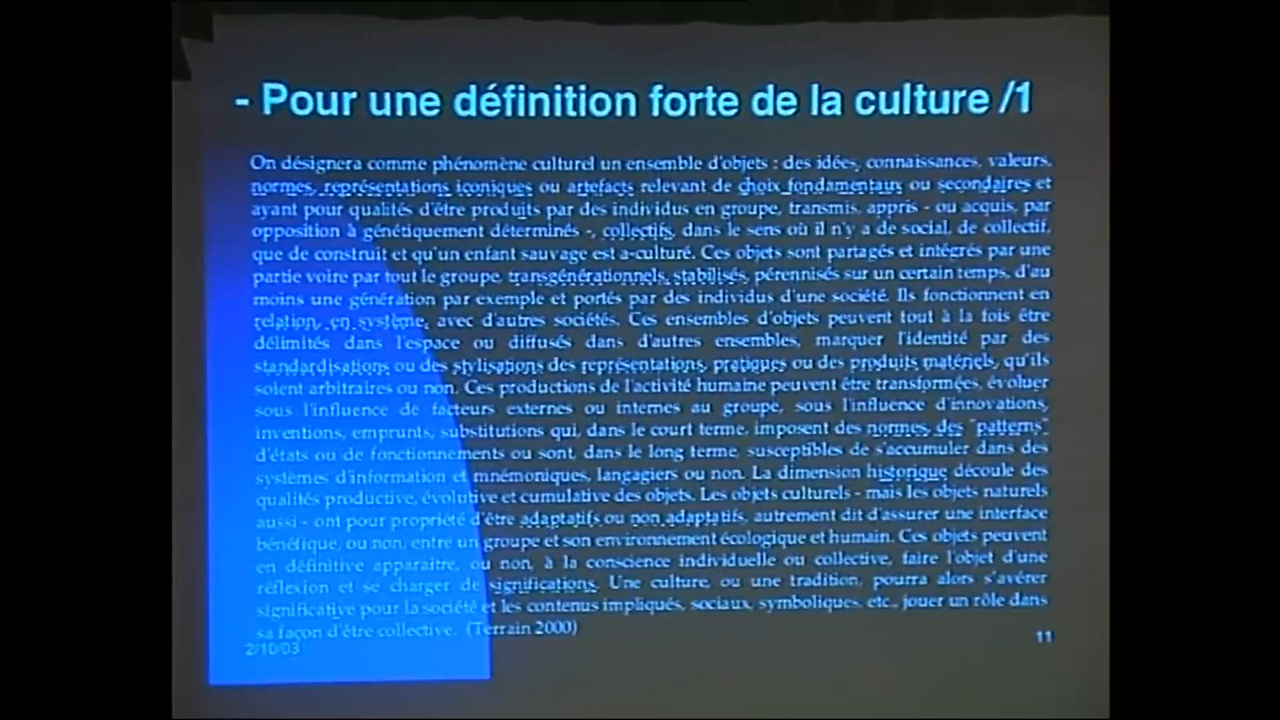 - Pour une définition forte de la culture /1
On désignera comme phénomène culturel un ensemble d'objets : des idées, connaissances, valeurs,
normes, représentations iconiques ou artefacts relevant de choix fondamentaux ou secondaires et
ayant pour qualités d'être produits par des individus en groupe, transmis, appris - ou acquis, par
opposition à génétiquement déterminés -, collectifs, dans le sens où il n'y a de social, de collectif,
que de construit et qu'un enfant sauvage est a-culturé. Ces objets sont partagés et intégrés par une
partie voire par tout le groupe, transgénérationnels, stabilisés, pérennisés sur un certain temps, d'au
moins une génération par exemple et portés par des individus d'une société. Ils fonctionnent en
relation, en système, avec d'autres sociétés. Ces ensembles d'objets peuvent tout à la fois être
délimités dans l'espace ou diffusés dans d'autres ensembles, marquer l'identité par des
standardisations ou des stylisations des représentations, pratiques ou des produits matériels, qu'ils
soient arbitraires ou non. Ces productions de l'activité humaine peuvent être transformées, évoluer
sous l'influence de facteurs externes ou internes au groupe, sous l'influence d'innovations,
inventions, emprunts, substitutions qui, dans le court terme, imposent des normes, des "patterns"
d'états ou de fonctionnements ou sont, dans le long terme, susceptibles de s'accumuler dans des
systèmes d'information et mnémoniques, langagiers ou non. La dimension historique découle des
qualités productive, évolutive et cumulative des objets. Les objets culturels - mais les objets naturels
aussi - ont pour propriété d'être adaptatifs ou non adaptatifs, autrement dit d'assurer une interface
bénéfique, ou non, entre un groupe et son environnement écologique et humain. Ces objets peuvent
en définitive apparaître, ou non, à la conscience individuelle ou collective, faire l'objet d'une
réflexion et se charger de significations. Une culture, ou une tradition, pourra alors s'avérer
significative pour la société et les contenus impliqués, sociaux, symboliques, etc., jouer un rôle dans
sa façon d'être collective. (Terrain 2000)
2/10/03
11